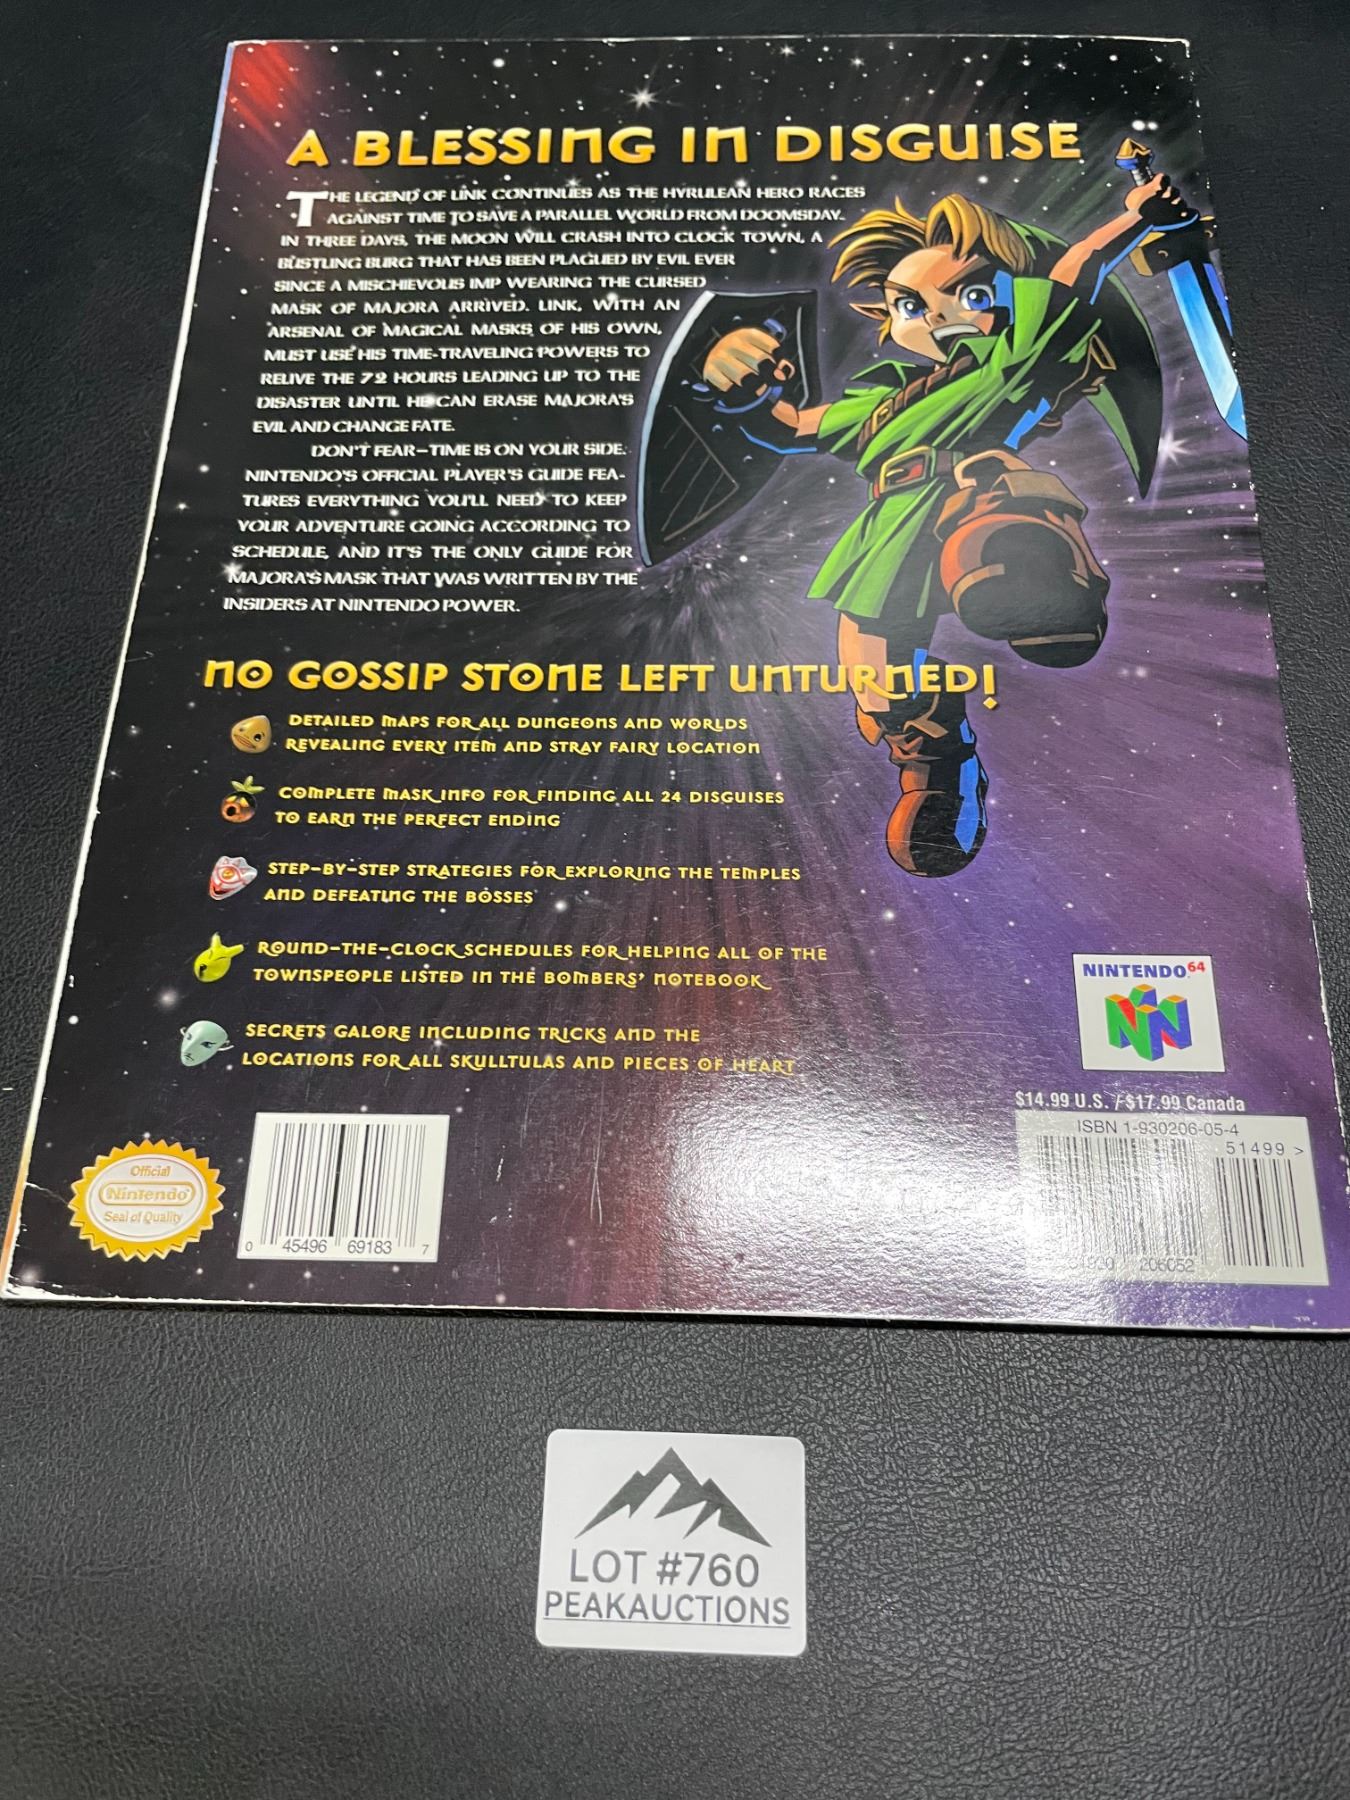 A BLESSING IN DISGUISE
THE LEGEND OF LINK CONTINUES AS THE HYRULEAN HERO RACES
AGAINST TIME TO SAVE A PARALLEL WORLD FROM DOOMSDAY.
IN THREE DAYS, THE MOON WILL CRASH INTO CLOCK TOWN, A
BUSTLING BURG THAT HAS BEEN PLAGUED BY EVIL EVER
SINCE A MISCHIEVOUS IMP WEARING THE CURSED
MASK OF MAJORA ARRIVED. LINK, WITH AN
ARSENAL OF MAGICAL MASKS OF HIS OWN,
MUST USE HIS TIME-TRAVELING POWERS TO
RELIVE THE 72 HOURS LEADING UP TO THE
DISASTER UNTIL HE CAN ERASE MAJORA'S
EVIL AND CHANGE FATE.
DON'T FEAR—TIME IS ON YOUR SIDE.
NINTENDO'S OFFICIAL PLAYER'S GUIDE FEA-
TURES EVERYTHING YOU'LL NEED TO KEEP
YOUR ADVENTURE GOING ACCORDING TO
SCHEDULE, AND IT'S THE ONLY GUIDE FOR
MAJORA'S MASK THAT WAS WRITTEN BY THE
INSIDERS AT NINTENDO POWER.
NO GOSSIP STONE LEFT UNTURNED!
DETAILED MAPS FOR ALL DUNGEONS AND WORLDS
REVEALING EVERY ITEM AND STRAY FAIRY LOCATION
COMPLETE MASK INFO FOR FINDING ALL 24 DISGUISES
TO EARN THE PERFECT ENDING
STEP-BY-STEP STRATEGIES FOR EXPLORING THE TEMPLES
AND DEFEATING THE BOSSES
ROUND-THE-CLOCK SCHEDULES FOR HELPING ALL OF THE
TOWNSPEOPLE LISTED IN THE BOMBERS' NOTEBOOK
SECRETS GALORE INCLUDING TRICKS AND THE
LOCATIONS FOR ALL SKULLTULAS AND PIECES OF HEART
NINTENDO 64
$14.99 U.S. / $17.99 Canada
ISBN 1-930206-05-4
51499 >
206052
Official
Nintendo
Seal of Quality
0 45496 69183 7
TM
LOT #760
PEAKAUCTIONS